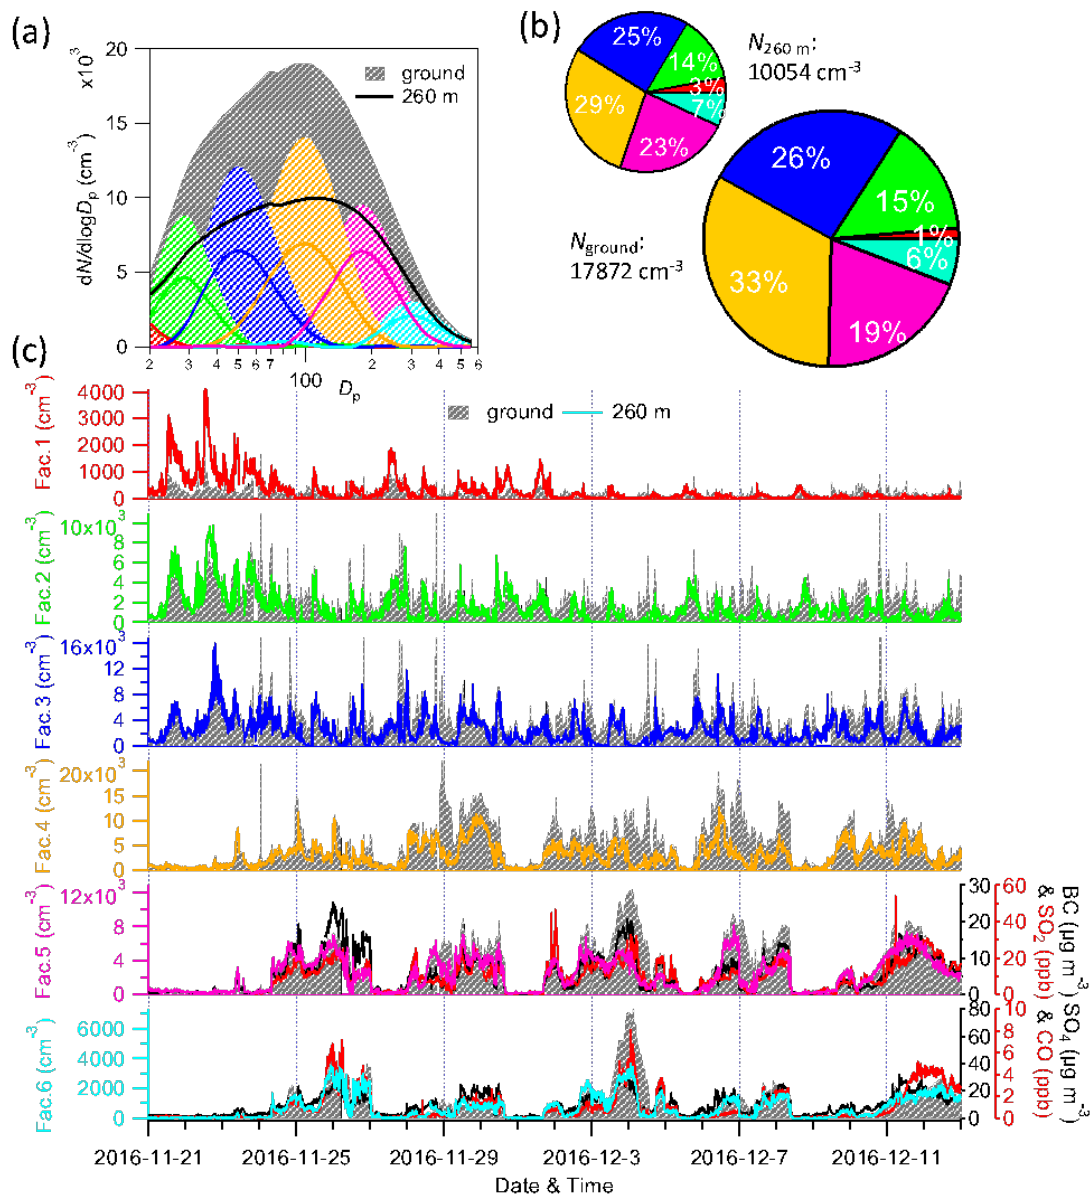 (a)
×10³
20
15
10
5
0
dN/dlogDp (cm⁻³)
ground
260 m
2 3 4 5 6 7 100 2 3 4 5 6
Dp
(b)
25%
14%
3%
7%
23%
29%
N260 m:
10054 cm⁻³
26%
15%
1%
6%
19%
33%
Nground:
17872 cm⁻³
(c)
ground 260 m
Fac.1 (cm⁻³)
4000
3000
2000
1000
0
Fac.2 (cm⁻³)
10x10³
8
6
4
2
0
Fac.3 (cm⁻³)
16x10³
12
8
4
0
Fac.4 (cm⁻³)
20x10³
15
10
5
0
Fac.5 (cm⁻³)
12x10³
8
4
0
30
20
10
0
BC (µg m⁻³)
60
40
20
0
& SO₂ (ppb)
Fac.6 (cm⁻³)
6000
4000
2000
0
80
60
40
20
0
SO₄ (µg m⁻³)
10
8
6
4
2
0
& CO (ppb)
2016-11-21 2016-11-25 2016-11-29 2016-12-3 2016-12-7 2016-12-11
Date & Time